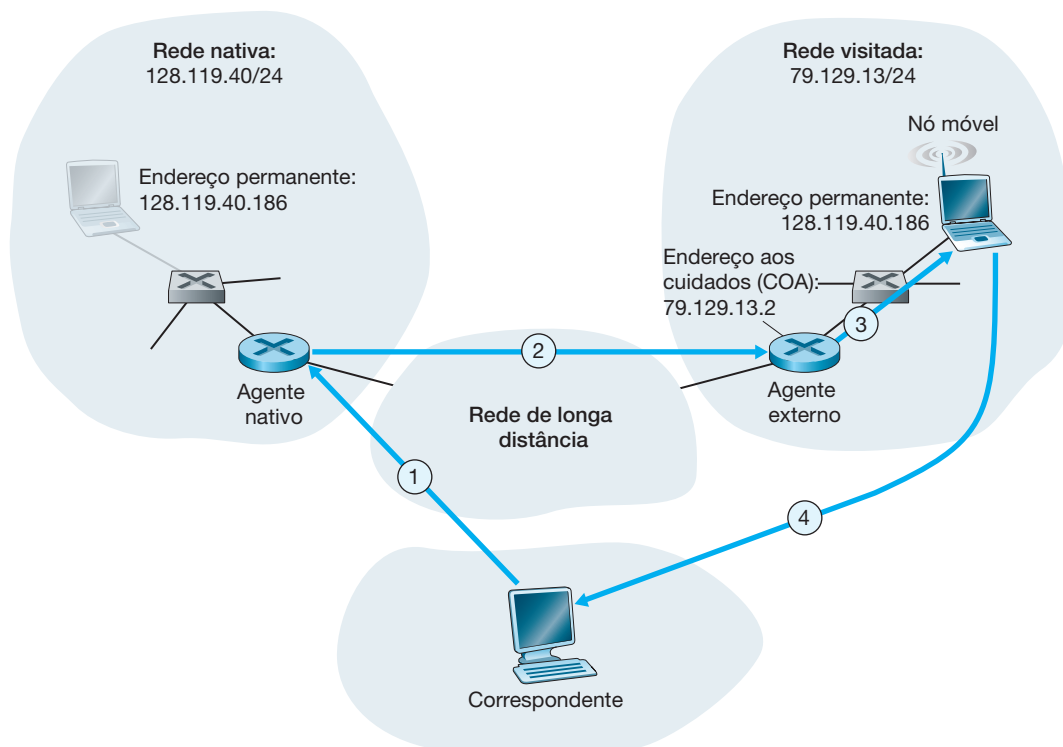 Rede nativa:
128.119.40/24
Rede visitada:
79.129.13/24
Nó móvel
Endereço permanente:
128.119.40.186
Endereço permanente:
128.119.40.186
Endereço aos
cuidados (COA):
79.129.13.2
3
2
Agente
nativo
Agente
externo
Rede de longa
distância
1
4
Correspondente